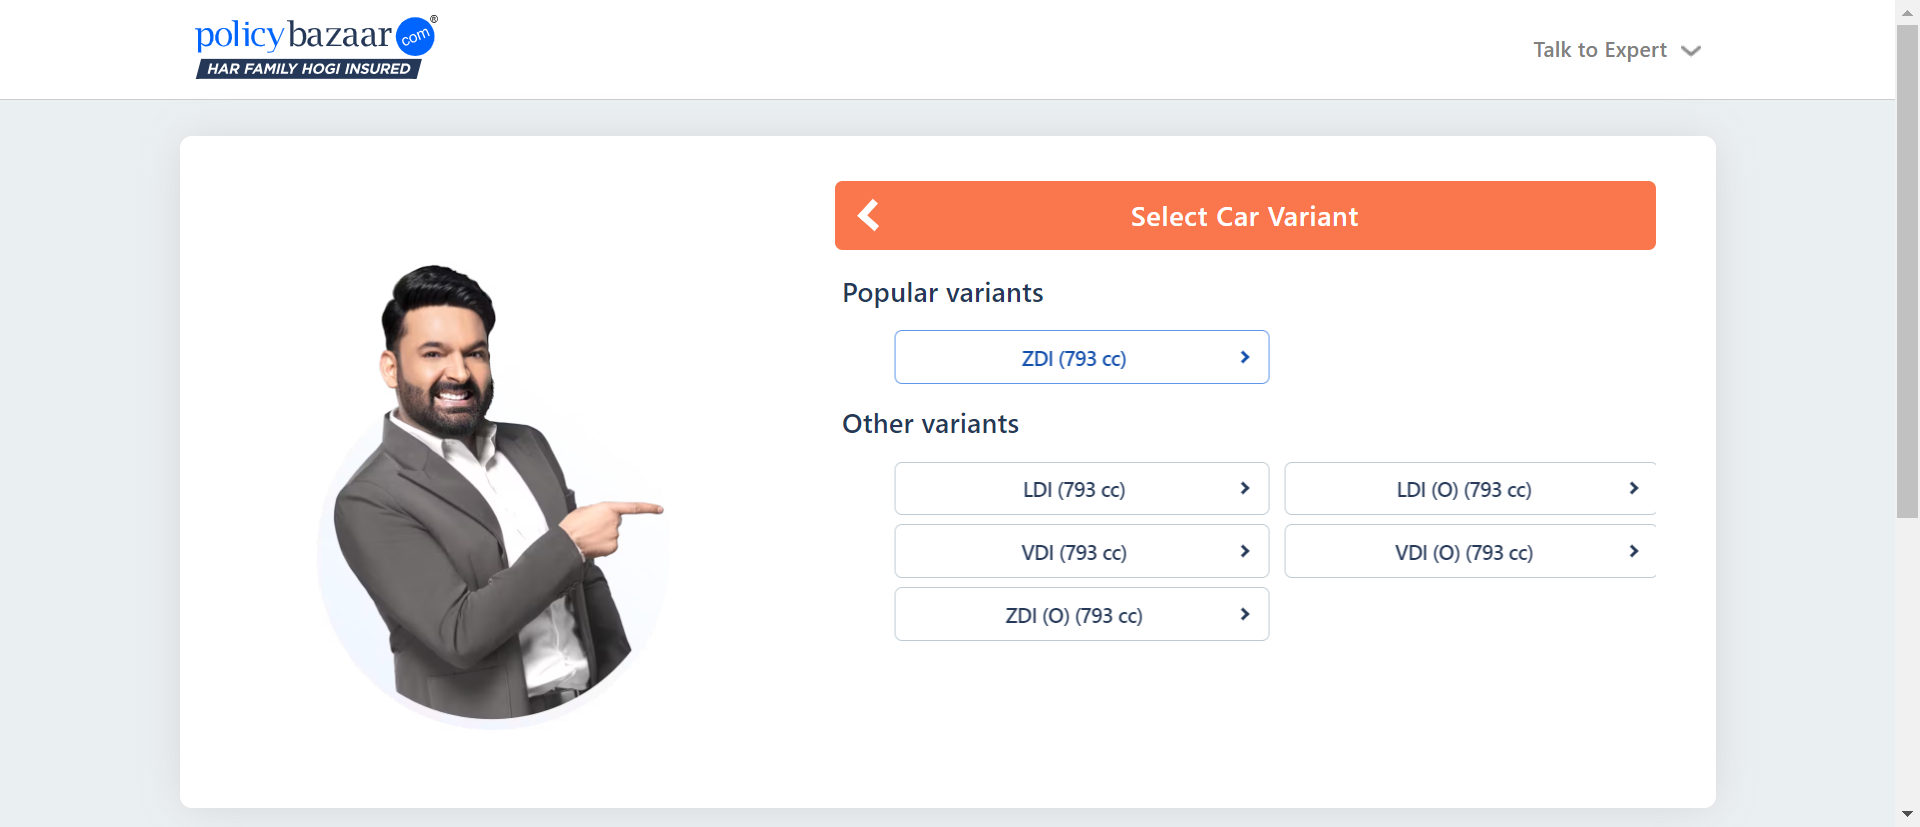 policybazaar com ®
HAR FAMILY HOGI INSURED
Talk to Expert
Select Car Variant
Popular variants
ZDI (793 cc)
Other variants
LDI (793 cc)
LDI (O) (793 cc)
VDI (793 cc)
VDI (O) (793 cc)
ZDI (O) (793 cc)